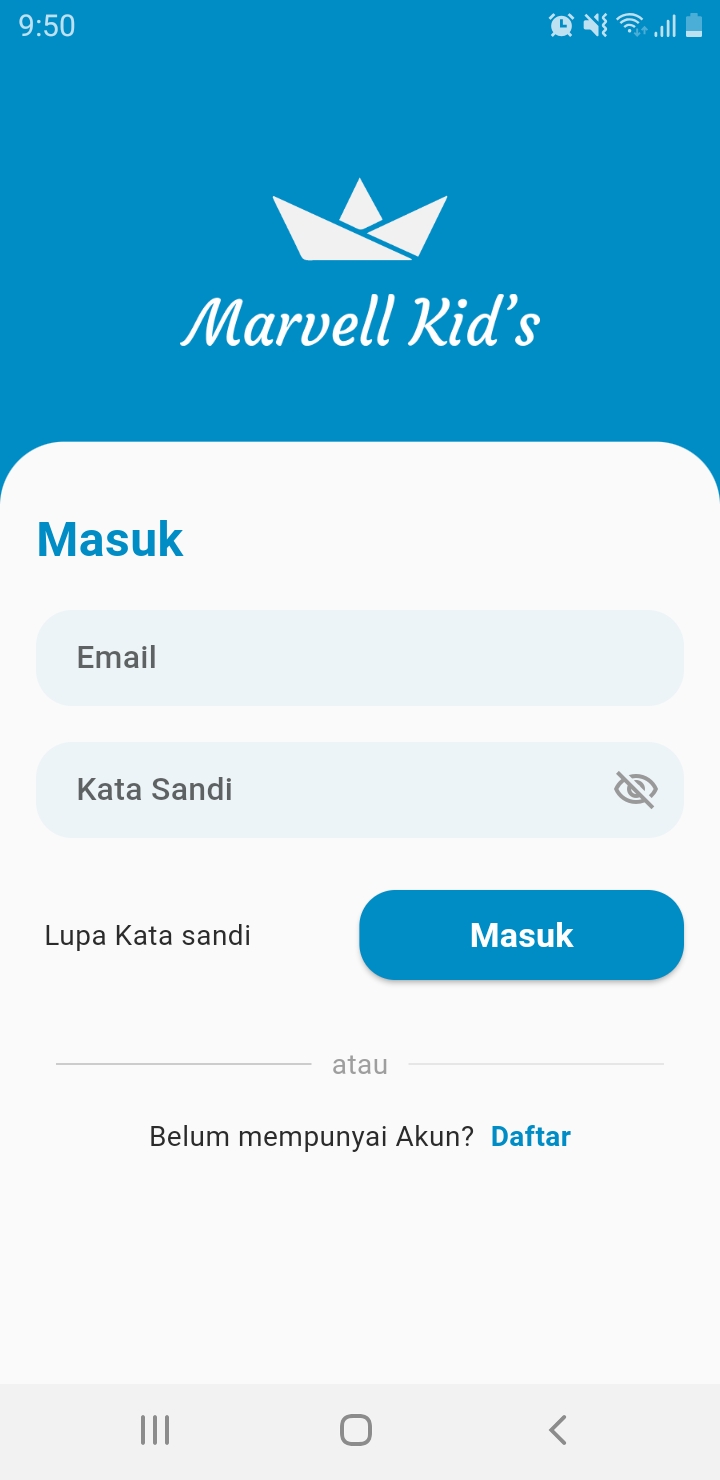 9:50
Marvell Kid's
Masuk
Email
Kata Sandi
Lupa Kata sandi
Masuk
atau
Belum mempunyai Akun? Daftar